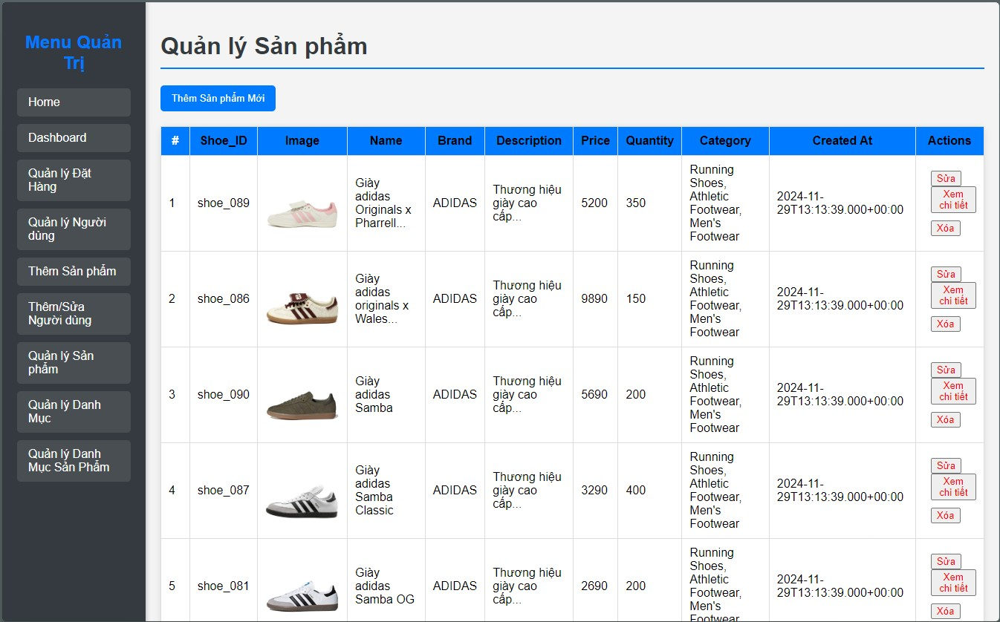 Menu Quản
Trị
Home
Dashboard
Quản lý Đặt
Hàng
Quản lý Người
dùng
Thêm Sản phẩm
Thêm/Sửa
Người dùng
Quản lý Sản
phẩm
Quản lý Danh
Mục
Quản lý Danh
Mục Sản Phẩm
Quản lý Sản phẩm
Thêm Sản phẩm Mới
# Shoe_ID Image Name Brand Description Price Quantity Category Created At Actions
1
shoe_089
Giày
adidas
Originals x
Pharrell...
ADIDAS
Thương hiệu
giày cao
cấp...
5200
350
Running
Shoes,
Athletic
Footwear,
Men's
Footwear
2024-11-
29T13:13:39.000+00:00
Sửa
Xem
chi tiết
Xóa
2
shoe_086
Giày
adidas
originals x
Wales...
ADIDAS
Thương hiệu
giày cao
cấp...
9890
150
Running
Shoes,
Athletic
Footwear,
Men's
Footwear
2024-11-
29T13:13:39.000+00:00
Sửa
Xem
chi tiết
Xóa
3
shoe_090
Giày
adidas
Samba
ADIDAS
Thương hiệu
giày cao
cấp...
5690
200
Running
Shoes,
Athletic
Footwear,
Men's
Footwear
2024-11-
29T13:13:39.000+00:00
Sửa
Xem
chi tiết
Xóa
4
shoe_087
Giày
adidas
Samba
Classic
ADIDAS
Thương hiệu
giày cao
cấp...
3290
400
Running
Shoes,
Athletic
Footwear,
Men's
Footwear
2024-11-
29T13:13:39.000+00:00
Sửa
Xem
chi tiết
Xóa
5
shoe_081
Giày
adidas
Samba OG
ADIDAS
Thương hiệu
giày cao
cấp...
2690
200
Running
Shoes,
Athletic
Footwear,
Men's
Footwear
2024-11-
29T13:13:39.000+00:00
Sửa
Xem
chi tiết
Xóa